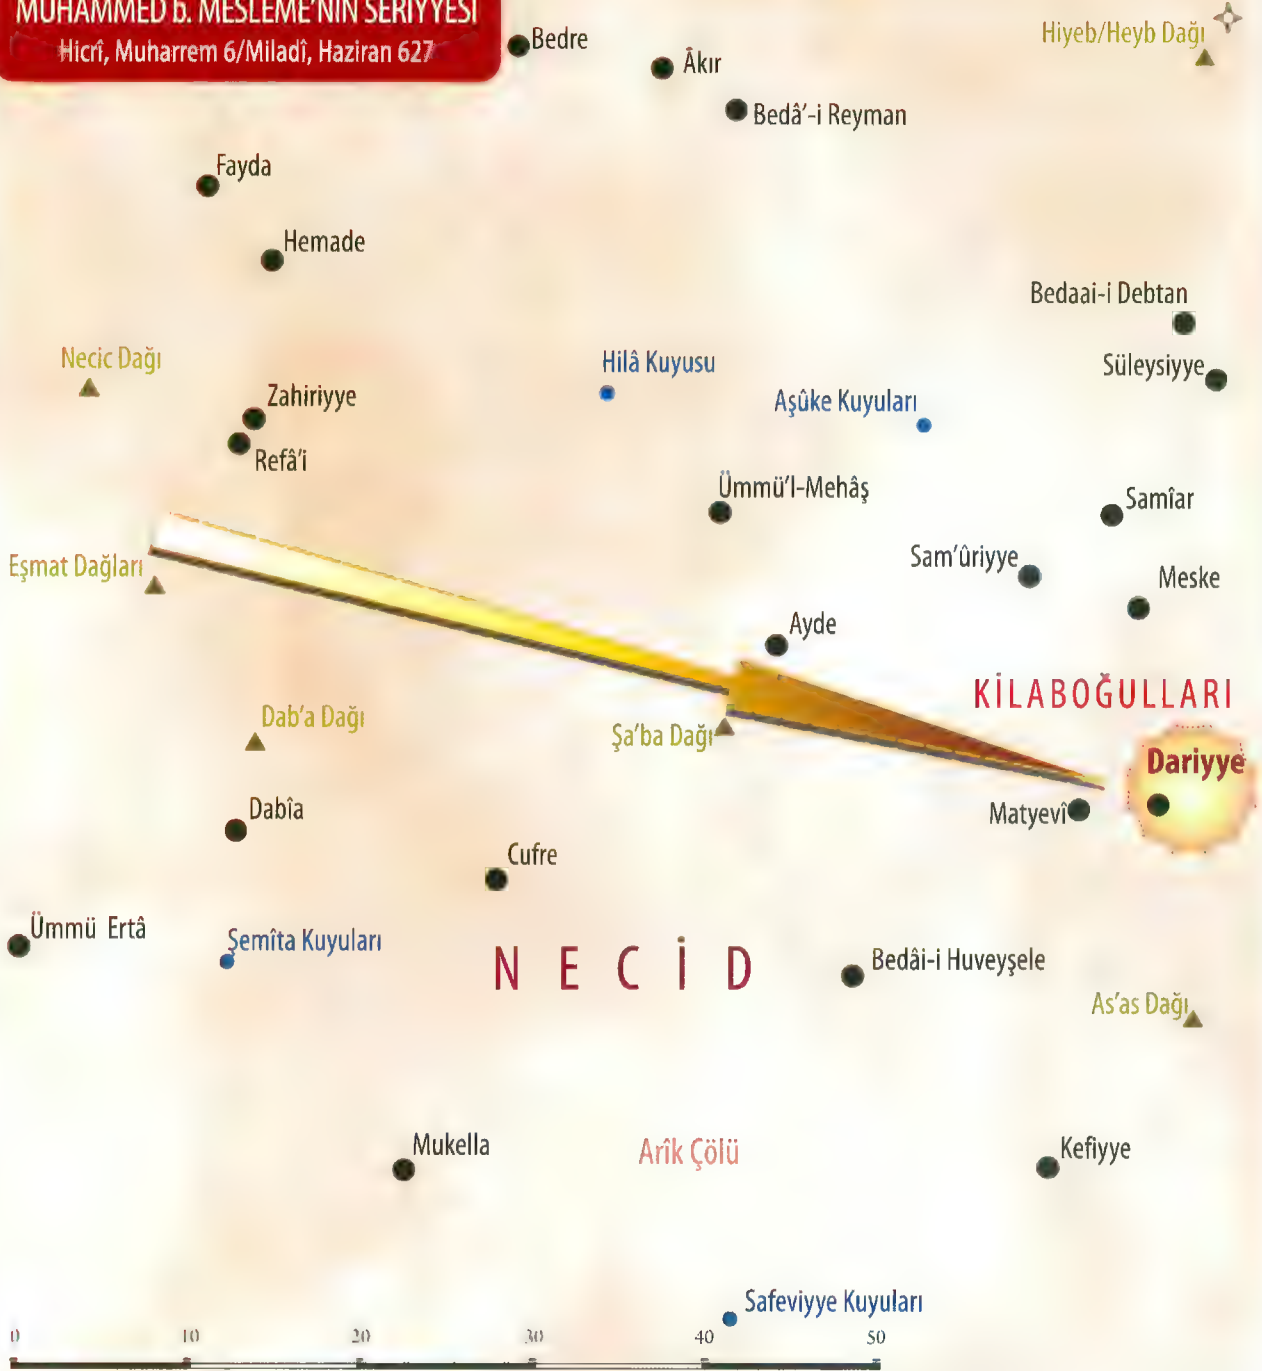 MUHAMMED b. MESLEME'NİN SERİYYESİ
Hicrî, Muharrem 6/Miladî, Haziran 627
Bedre
Âkır
Hiyeb/Heyb Dağı
Bedâ'-i Reyman
Fayda
Hemade
Bedaai-i Debtan
Necic Dağı
Hilâ Kuyusu
Süleysiyye
Zahiriyye
Aşûke Kuyuları
Refâ'i
Ümmü'l-Mehâş
Samîar
Eşmat Dağları
Sam'ûriyye
Meske
Ayde
KİLABOĞULLARI
Dab'a Dağı
Şa'ba Dağı
Dariyye
Dabîa
Matyevî
Cufre
Ümmü Ertâ
Şemîta Kuyuları
NECİD
Bedâi-i Huveyşele
As'as Dağı
Mukella
Arîk Çölü
Kefiyye
Safeviyye Kuyuları
0 10 20 30 40 50